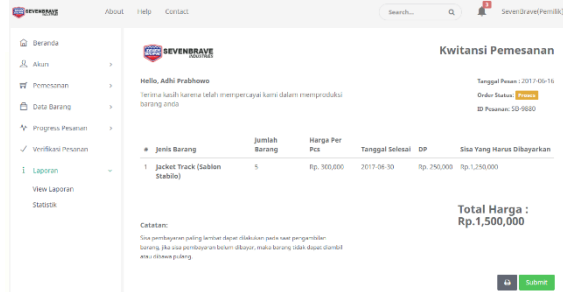 SEVENBRAVE INDUSTRIES About Help Contact Search... 3 SevenBrave(Pemilik)
Beranda
Akun
Pemesanan
Data Barang
Progress Pesanan
Verifikasi Pesanan
Laporan
View Laporan
Statistik
SEVENBRAVE
INDUSTRIES
Kwitansi Pemesanan
Hello, Adhi Prabhowo
Terima kasih karena telah mempercayai kami dalam memproduksi
barang anda
Tanggal Pesan : 2017-06-16
Order Status: Proses
ID Pesanan: SD-9880
# Jenis Barang Jumlah Barang Harga Per Pcs Tanggal Selesai DP Sisa Yang Harus Dibayarkan
1 Jacket Track (Sablon Stabilo) 5 Rp. 300,000 2017-06-30 Rp. 250,000 Rp.1,250,000
Total Harga :
Rp.1,500,000
Catatan:
Sisa pembayaran paling lambat dapat dilakukan pada saat pengambilan
barang. Jika sisa pembayaran belum dibayar, maka barang tidak dapat diambil
atau dibawa pulang.
Submit